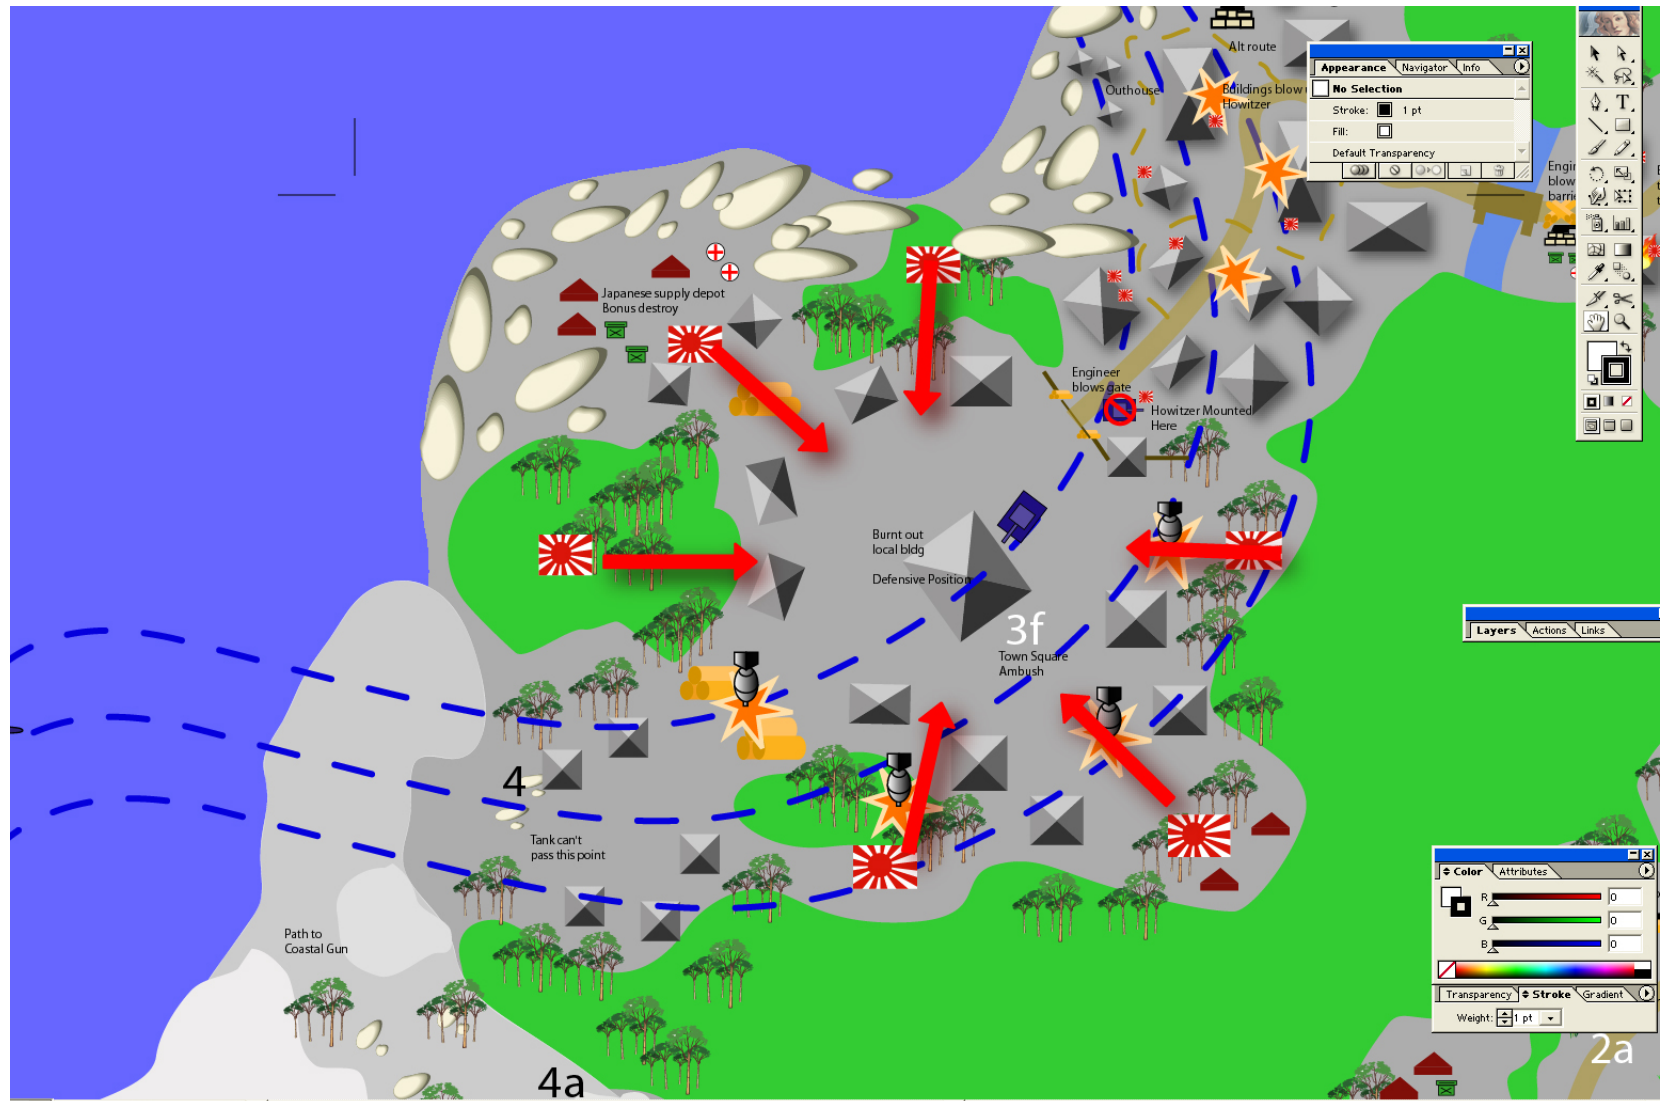 Alt route
Outhouse
Buildings blow
Howitzer
Appearance
Navigator
Info
No Selection
Stroke:
1 pt
Fill:
Default Transparency
Japanese supply depot
Bonus destroy
Engineer
blows gate
Howitzer Mounted
Here
Burnt out
local bldg
Defensive Position
3f
Town Square
Ambush
Layers
Actions
Links
4
Tank can't
pass this point
Path to
Coastal Gun
4a
Color
Attributes
R
0
G
0
B
0
Transparency
Stroke
Gradient
Weight:
1 pt
2a
T
blow